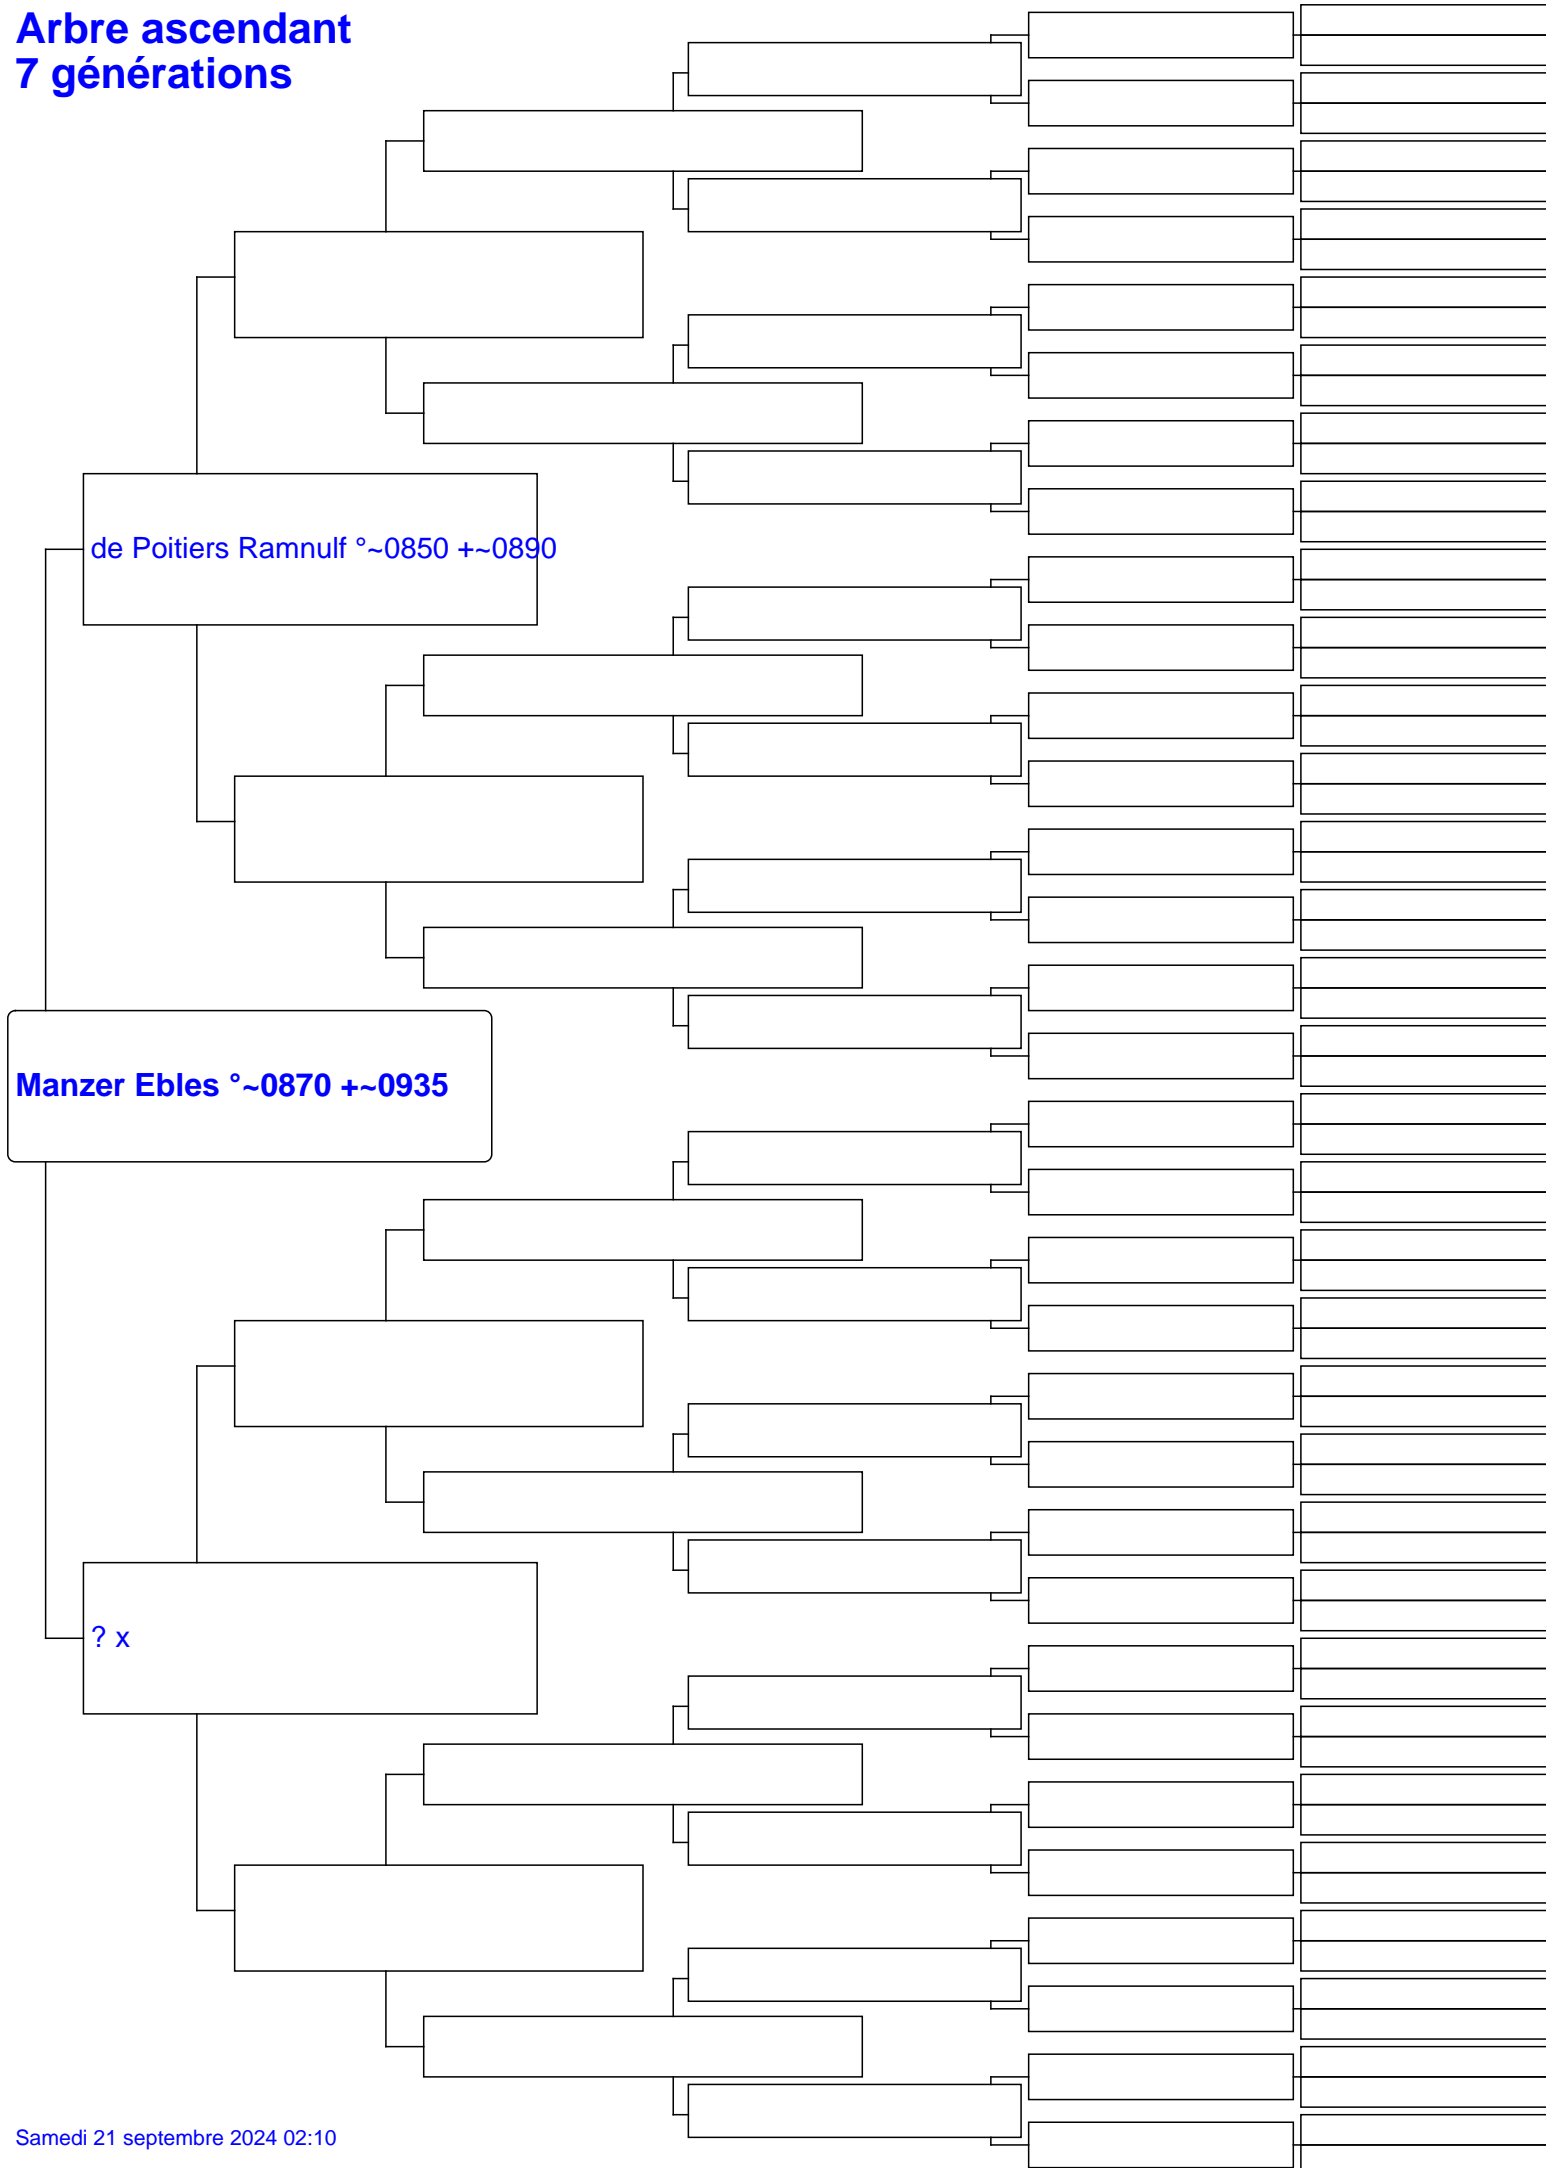 Arbre ascendant
7 générations
de Poitiers Ramnulf °~0850 +~0890
Manzer Ebles °~0870 +~0935
? x
Samedi 21 septembre 2024 02:10